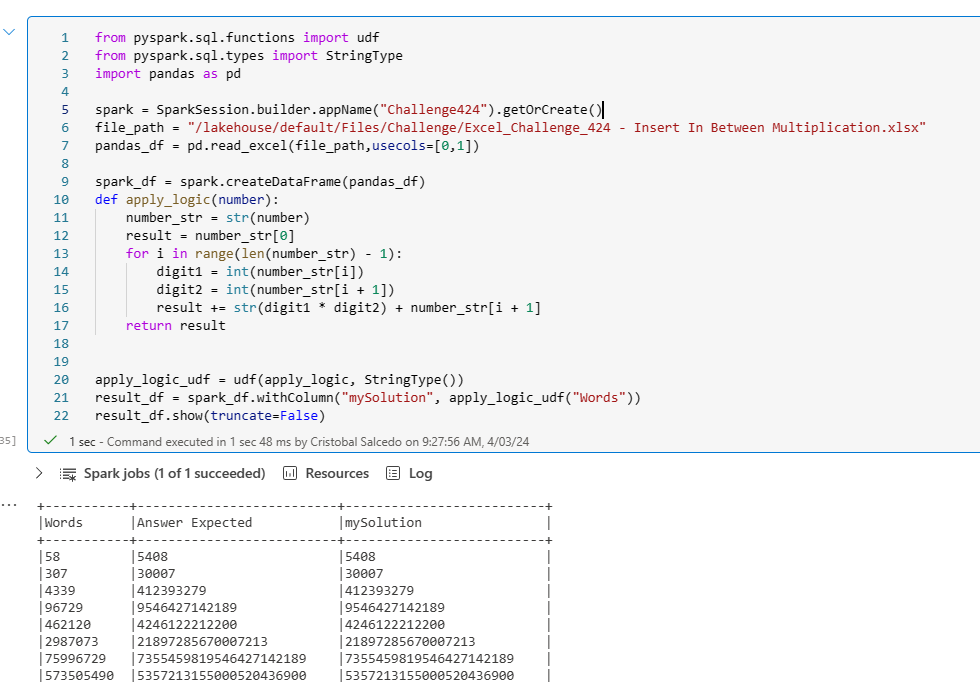 1 from pyspark.sql.functions import udf
2 from pyspark.sql.types import StringType
3 import pandas as pd
4
5 spark = SparkSession.builder.appName("Challenge424").getOrCreate()
6 file_path = "/lakehouse/default/Files/Challenge/Excel_Challenge_424 - Insert In Between Multiplication.xlsx"
7 pandas_df = pd.read_excel(file_path,usecols=[0,1])
8
9 spark_df = spark.createDataFrame(pandas_df)
10 def apply_logic(number):
11     number_str = str(number)
12     result = number_str[0]
13     for i in range(len(number_str) - 1):
14         digit1 = int(number_str[i])
15         digit2 = int(number_str[i + 1])
16         result += str(digit1 * digit2) + number_str[i + 1]
17     return result
18
19
20 apply_logic_udf = udf(apply_logic, StringType())
21 result_df = spark_df.withColumn("mySolution", apply_logic_udf("Words"))
22 result_df.show(truncate=False)
35] 1 sec - Command executed in 1 sec 48 ms by Cristobal Salcedo on 9:27:56 AM, 4/03/24
Spark jobs (1 of 1 succeeded) Resources Log
...
+-----------+-------------------------+-------------------------+
|Words      |Answer Expected          |mySolution               |
+-----------+-------------------------+-------------------------+
|58         |5408                     |5408                     |
|307        |30007                    |30007                    |
|4339       |412393279                |412393279                |
|96729      |9546427142189            |9546427142189            |
|462120     |4246122212200            |4246122212200            |
|2987073    |21897285670007213        |21897285670007213        |
|75996729   |7355459819546427142189   |7355459819546427142189   |
|573505490  |5357213155000520436900   |5357213155000520436900   |